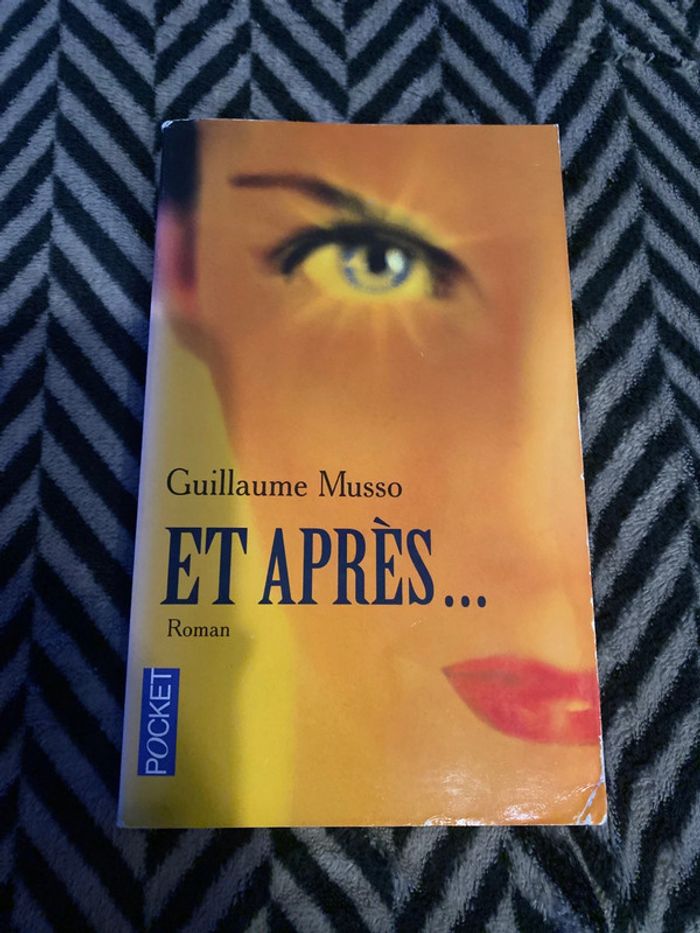 Guillaume Musso
ET APRÈS...
Roman
POCKET